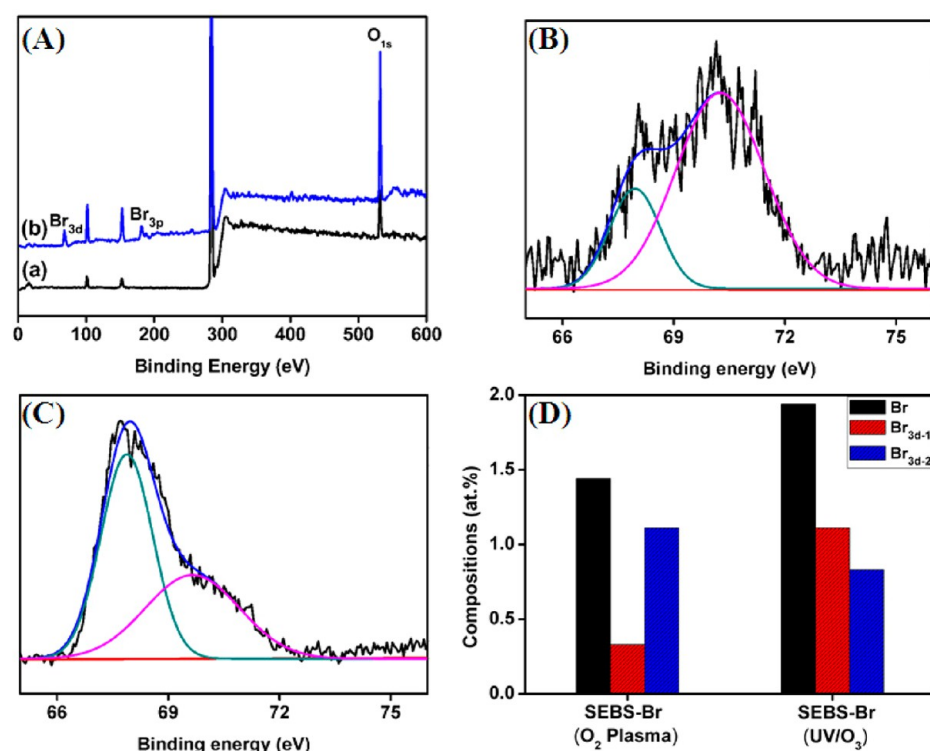 (A)
O1s
Br3d
Br3p
(b)
(a)
0 100 200 300 400 500 600
Binding Energy (eV)
(B)
66 69 72 75
Binding energy (eV)
(C)
66 69 72 75
Binding energy (eV)
(D)
Br
Br3d-1
Br3d-2
2.0
1.5
1.0
0.5
0.0
Compositions (at.%)
SEBS-Br SEBS-Br
(O2 Plasma) (UV/O3)